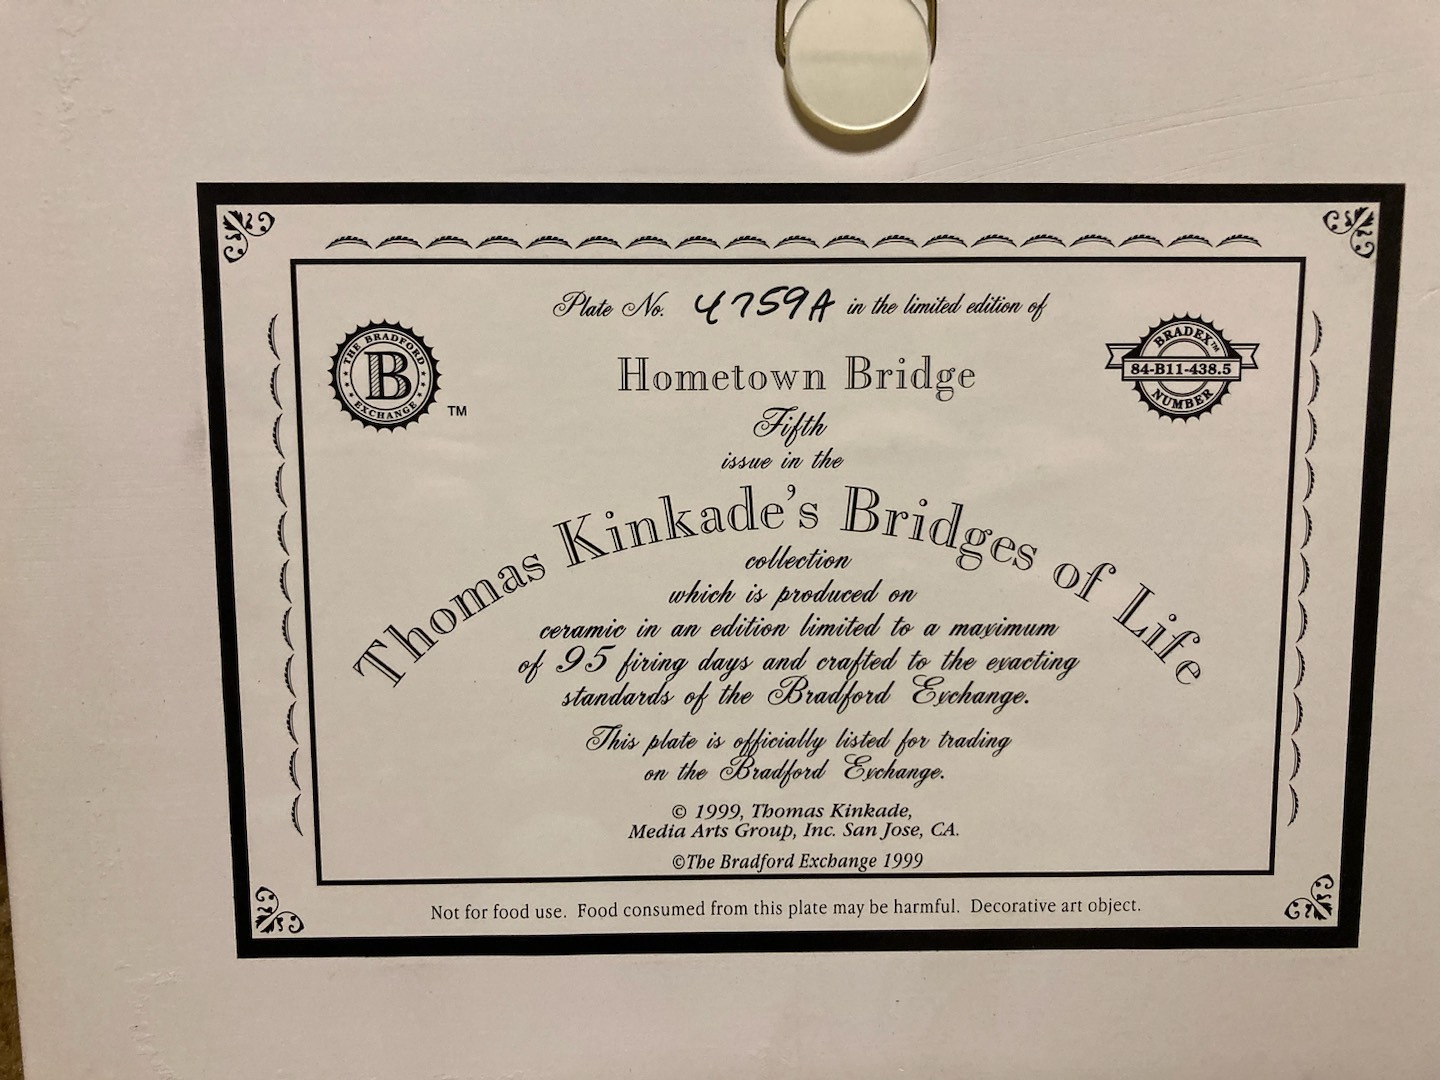 Plate No. 4759A in the limited edition of
THE BRADFORD
B
EXCHANGE
TM
BRADEX™
84-B11-438.5
NUMBER
Hometown Bridge
Fifth
issue in the
Thomas Kinkade's Bridges of Life
collection
which is produced on
ceramic in an edition limited to a maximum
of 95 firing days and crafted to the exacting
standards of the Bradford Exchange.
This plate is officially listed for trading
on the Bradford Exchange.
© 1999, Thomas Kinkade,
Media Arts Group, Inc. San Jose, CA.
©The Bradford Exchange 1999
Not for food use. Food consumed from this plate may be harmful. Decorative art object.